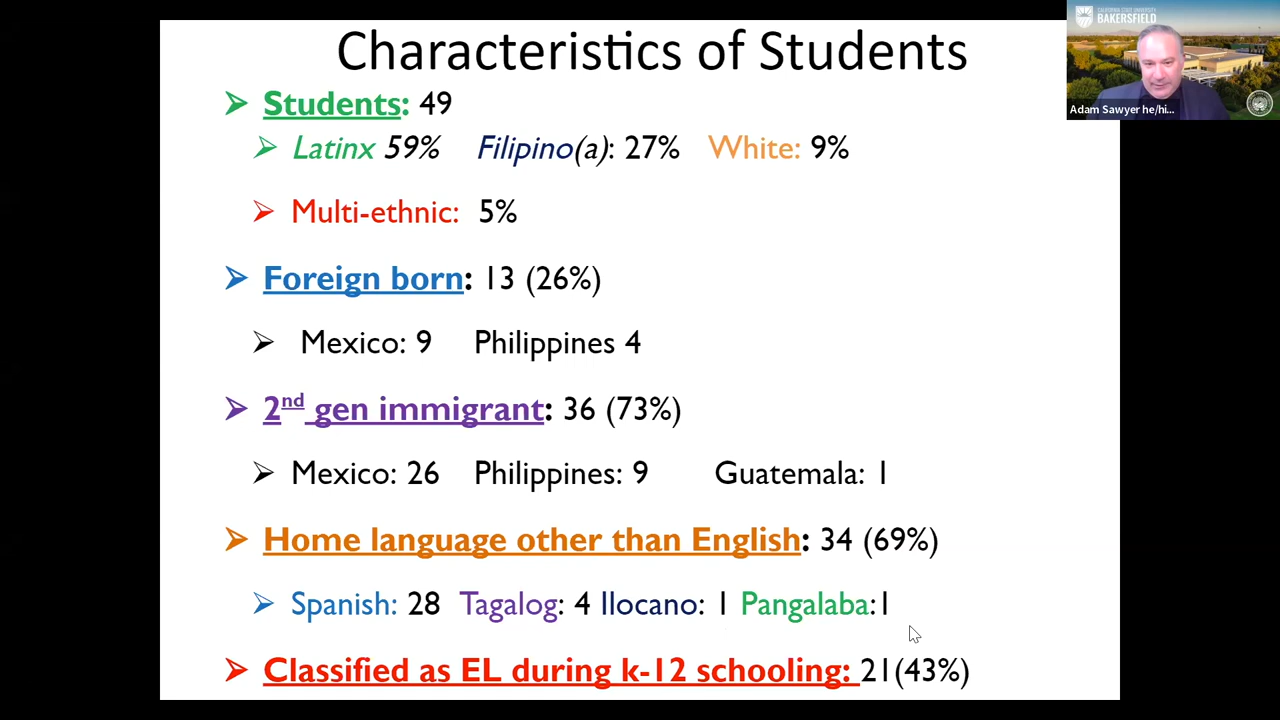 Characteristics of Students
CALIFORNIA STATE UNIVERSITY
BAKERSFIELD
Adam Sawyer he/hi...
➢ Students: 49
➢ Latinx 59% Filipino(a): 27% White: 9%
➢ Multi-ethnic: 5%
➢ Foreign born: 13 (26%)
➢ Mexico: 9 Philippines 4
➢ 2nd gen immigrant: 36 (73%)
➢ Mexico: 26 Philippines: 9 Guatemala: 1
➢ Home language other than English: 34 (69%)
➢ Spanish: 28 Tagalog: 4 Ilocano: 1 Pangalaba:1
➢ Classified as EL during k-12 schooling: 21(43%)